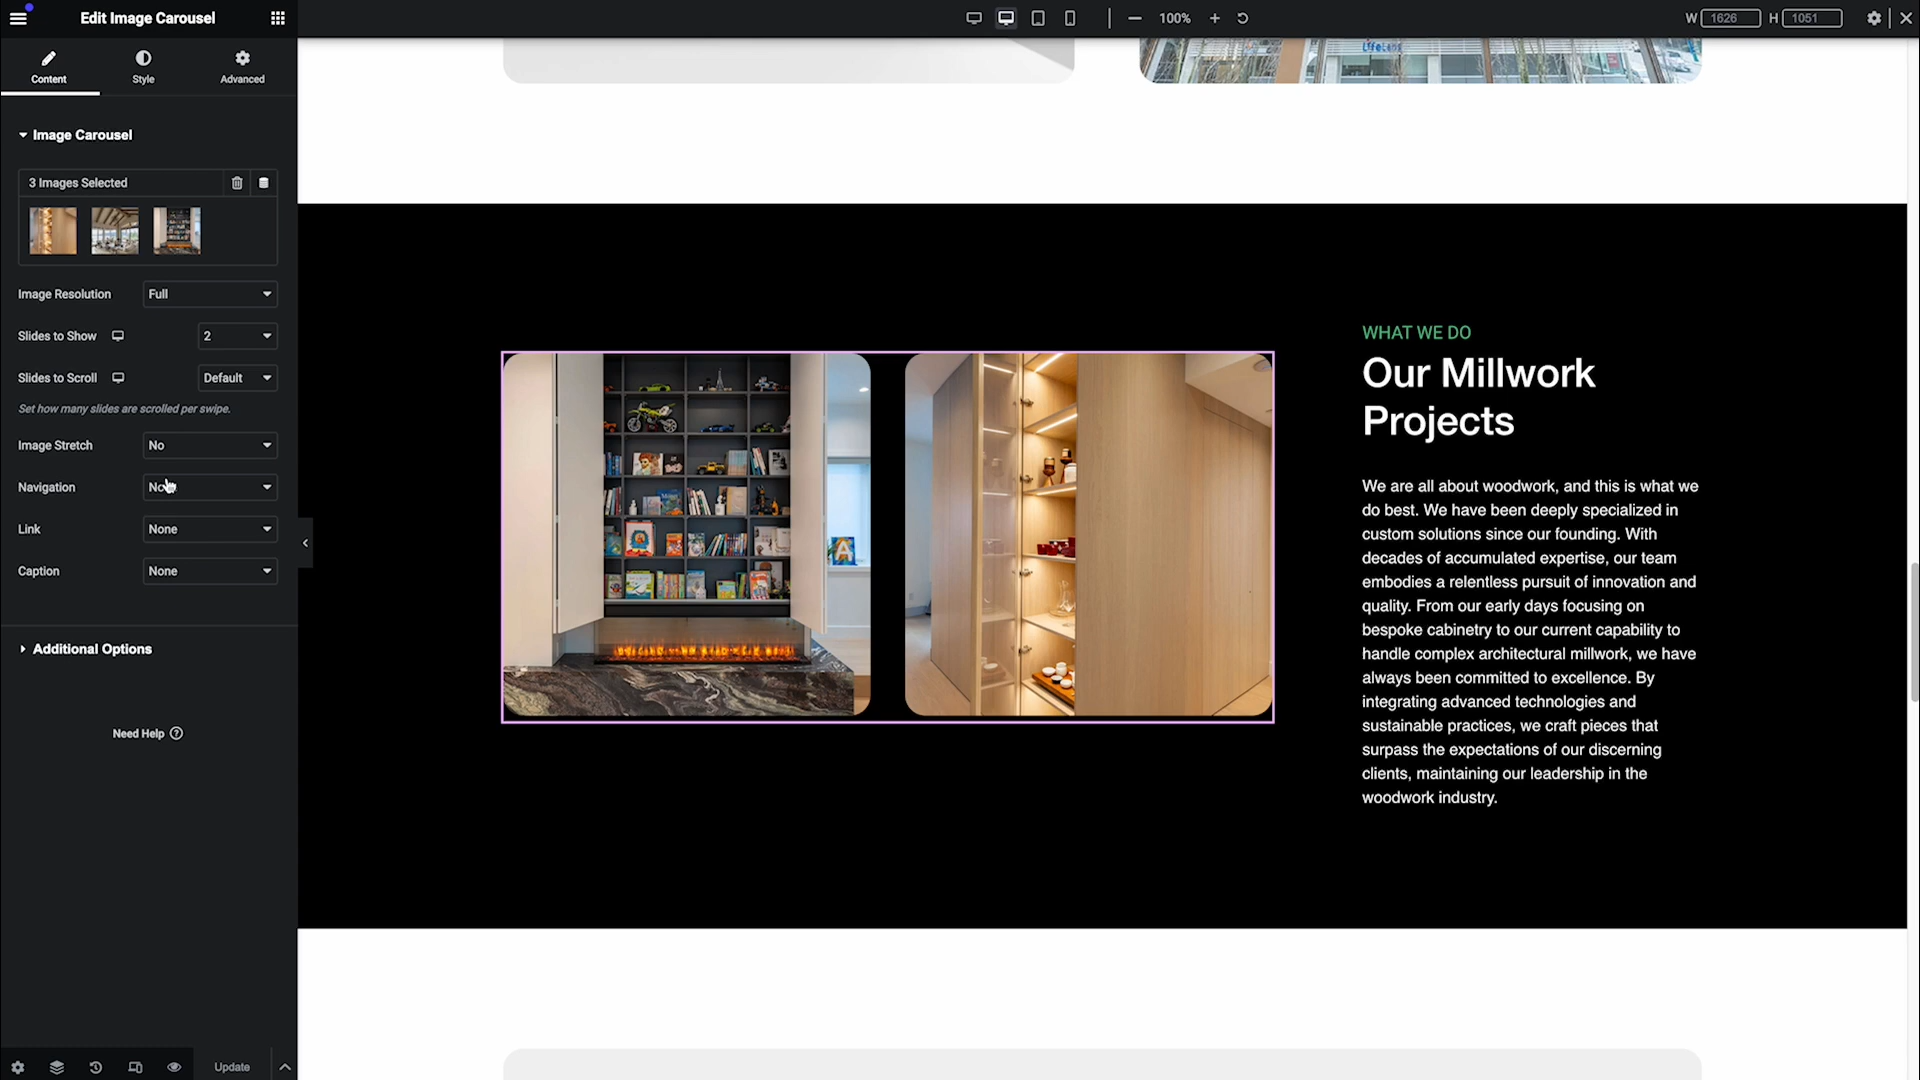 Edit Image Carousel
100%
W 1626 H 1051
Content
Style
Advanced
Image Carousel
3 Images Selected
Image Resolution
Full
Slides to Show
2
Slides to Scroll
Default
Set how many slides are scrolled per swipe.
Image Stretch
No
Navigation
Link
None
Caption
None
Additional Options
Need Help
Update
LifeLabs
A
WHAT WE DO
Our Millwork
Projects
We are all about woodwork, and this is what we
do best. We have been deeply specialized in
custom solutions since our founding. With
decades of accumulated expertise, our team
embodies a relentless pursuit of innovation and
quality. From our early days focusing on
bespoke cabinetry to our current capability to
handle complex architectural millwork, we have
always been committed to excellence. By
integrating advanced technologies and
sustainable practices, we craft pieces that
surpass the expectations of our discerning
clients, maintaining our leadership in the
woodwork industry.